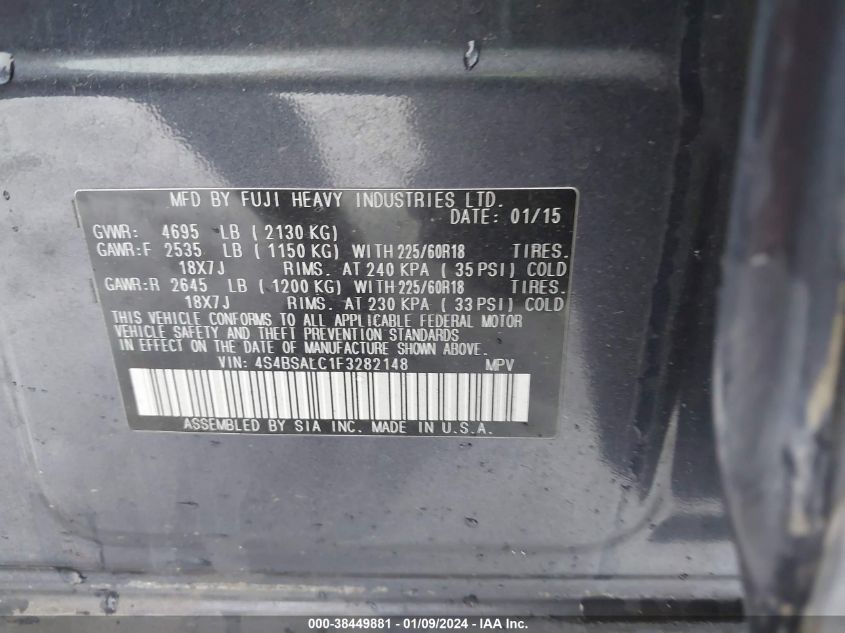 MFD BY FUJI HEAVY INDUSTRIES LTD.
DATE: 01/15
GVWR: 4695 LB ( 2130 KG)
GAWR:F 2535 LB ( 1150 KG) WITH 225/60R18 TIRES.
18X7J RIMS. AT 240 KPA ( 35 PSI) COLD
GAWR:R 2645 LB ( 1200 KG) WITH 225/60R18 TIRES.
18X7J RIMS. AT 230 KPA ( 33 PSI) COLD
THIS VEHICLE CONFORMS TO ALL APPLICABLE FEDERAL MOTOR
VEHICLE SAFETY AND THEFT PREVENTION STANDARDS
IN EFFECT ON THE DATE OF MANUFACTURE SHOWN ABOVE.
VIN: 4S4BSALC1F3282148 MPV
ASSEMBLED BY SIA INC. MADE IN U.S.A.
000-38449881 - 01/09/2024 - IAA Inc.